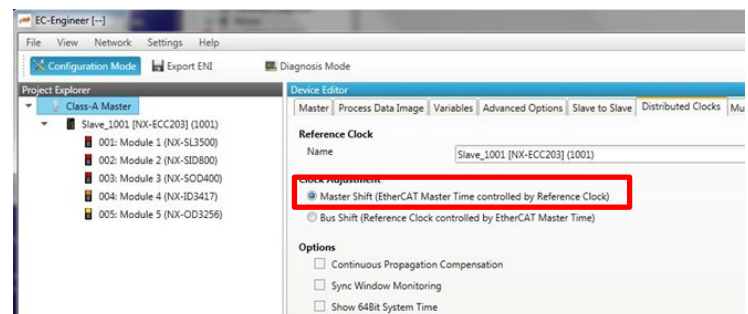 EC-Engineer [--]
File View Network Settings Help
Configuration Mode Export ENI Diagnosis Mode
Project Explorer
Class-A Master
Slave_1001 [NX-ECC203] (1001)
001: Module 1 (NX-SL3500)
002: Module 2 (NX-SID800)
003: Module 3 (NX-SOD400)
004: Module 4 (NX-ID3417)
005: Module 5 (NX-OD3256)
Device Editor
Master Process Data Image Variables Advanced Options Slave to Slave Distributed Clocks Mu
Reference Clock
Name Slave_1001 [NX-ECC203] (1001)
Clock Adjustment
Master Shift (EtherCAT Master Time controlled by Reference Clock)
Bus Shift (Reference Clock controlled by EtherCAT Master Time)
Options
Continuous Propagation Compensation
Sync Window Monitoring
Show 64Bit System Time